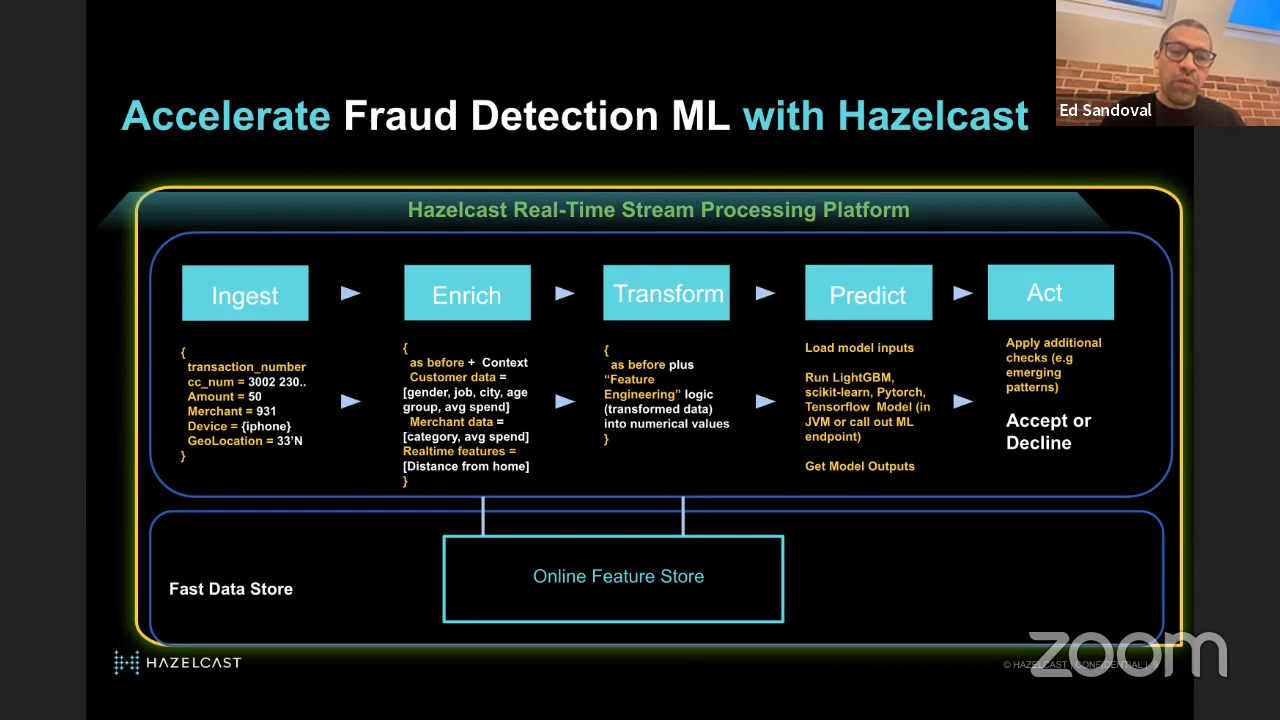 Ed Sandoval
Accelerate Fraud Detection ML with Hazelcast
Hazelcast Real-Time Stream Processing Platform
Ingest
Enrich
Transform
Predict
Act
{
transaction_number
cc_num = 3002 230..
Amount = 50
Merchant = 931
Device = {iphone}
GeoLocation = 33'N
}
{
as before + Context
Customer data =
[gender, job, city, age
group, avg spend]
Merchant data =
[category, avg spend]
Realtime features =
[Distance from home]
}
{
as before plus
“Feature
Engineering” logic
(transformed data)
into numerical values
}
Load model inputs
Run LightGBM,
scikit-learn, Pytorch,
Tensorflow Model (in
JVM or call out ML
endpoint)
Get Model Outputs
Apply additional
checks (e.g
emerging
patterns)
Accept or
Decline
Fast Data Store
Online Feature Store
HAZELCAST
© HAZELCAST | CONFIDENTIAL | 9
zoom